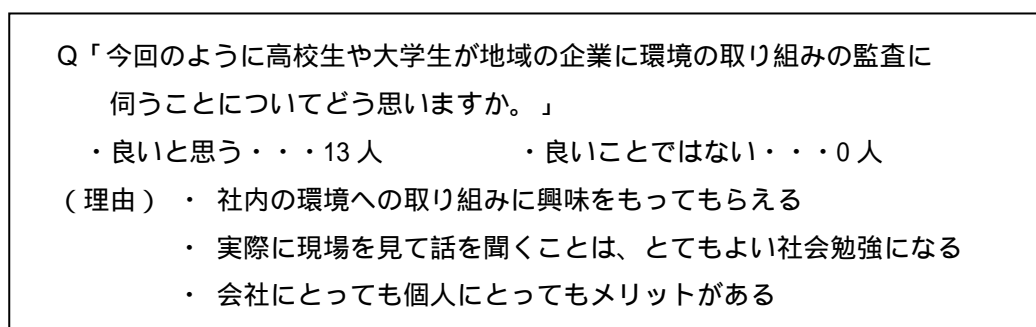 Q「今回のように高校生や大学生が地域の企業に環境の取り組みの監査に
伺うことについてどう思いますか。」
・良いと思う・・・13 人 ・良いことではない・・・0 人
(理由) ・ 社内の環境への取り組みに興味をもってもらえる
・ 実際に現場を見て話を聞くことは、とてもよい社会勉強になる
・ 会社にとっても個人にとってもメリットがある